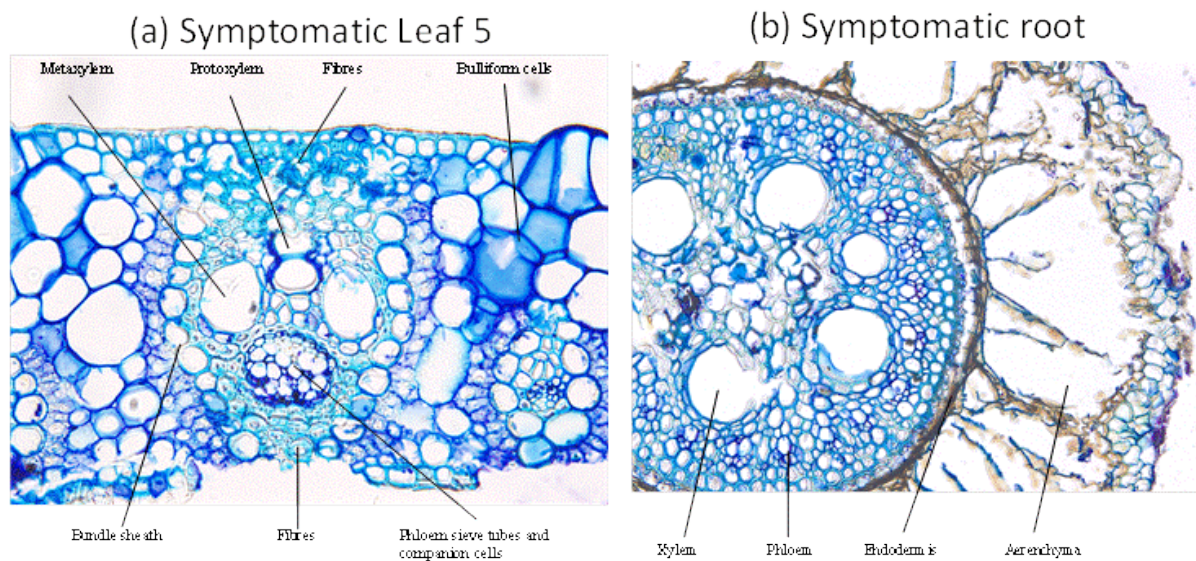 (a) Symptomatic Leaf 5
Metaxylem
Protoxylem
Fibres
Bulliform cells
Bundle sheath
Fibres
Phloem sieve tubes and
companion cells
(b) Symptomatic root
Xylem
Phloem
Endodermis
Aerenchyma